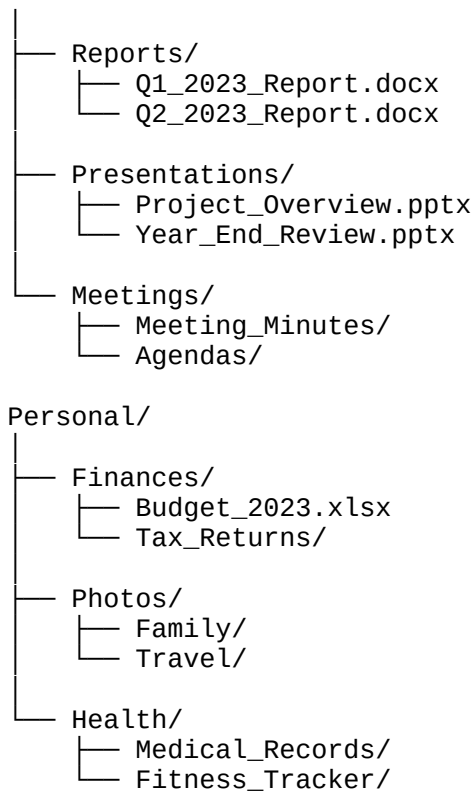 │
├── Reports/
│   ├── Q1_2023_Report.docx
│   └── Q2_2023_Report.docx
│
├── Presentations/
│   ├── Project_Overview.pptx
│   └── Year_End_Review.pptx
│
└── Meetings/
    ├── Meeting_Minutes/
    └── Agendas/

Personal/
│
├── Finances/
│   ├── Budget_2023.xlsx
│   └── Tax_Returns/
│
├── Photos/
│   ├── Family/
│   └── Travel/
│
└── Health/
    ├── Medical_Records/
    └── Fitness_Tracker/